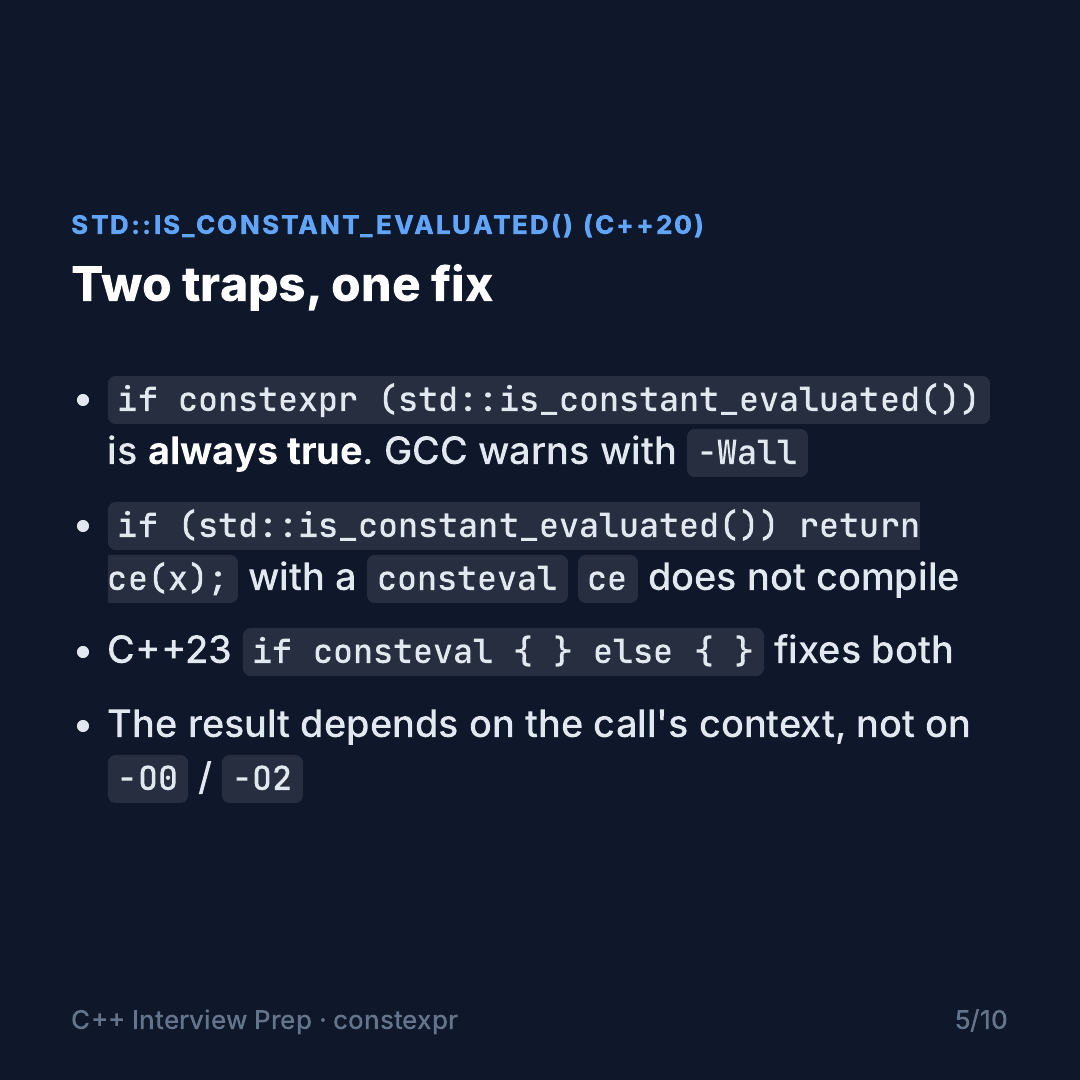 STD::IS_CONSTANT_EVALUATED() (C++20)
Two traps, one fix
• if constexpr (std::is_constant_evaluated())
is always true. GCC warns with -Wall
• if (std::is_constant_evaluated()) return
ce(x); with a consteval ce does not compile
• C++23 if consteval { } else { } fixes both
• The result depends on the call's context, not on
-O0 / -O2
C++ Interview Prep · constexpr
5/10